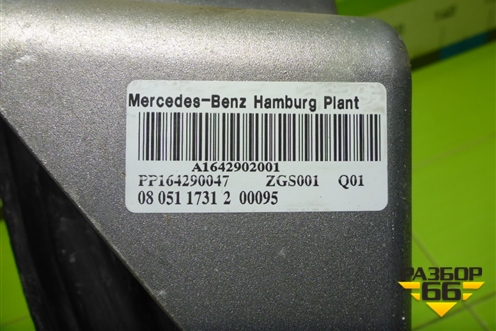 Mercedes-Benz Hamburg Plant
A1642902001
PP164290047 ZGS001 Q01
08 051 1731 2 00095
РАЗБОР
66